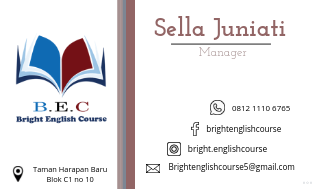 Sella Juniati
Manager
B.E.C
Bright English Course
0812 1110 6765
brightenglishcourse
bright.englishcourse
Brightenglishcourse5@gmail.com
Taman Harapan Baru
Blok C1 no 10